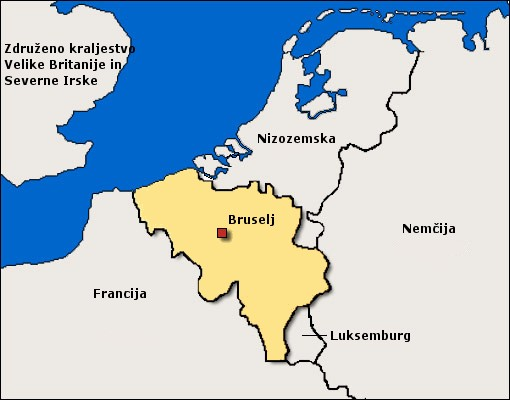 Združeno kraljestvo
Velike Britanije in
Severne Irske
Nizozemska
Bruselj
Nemčija
Francija
Luksemburg